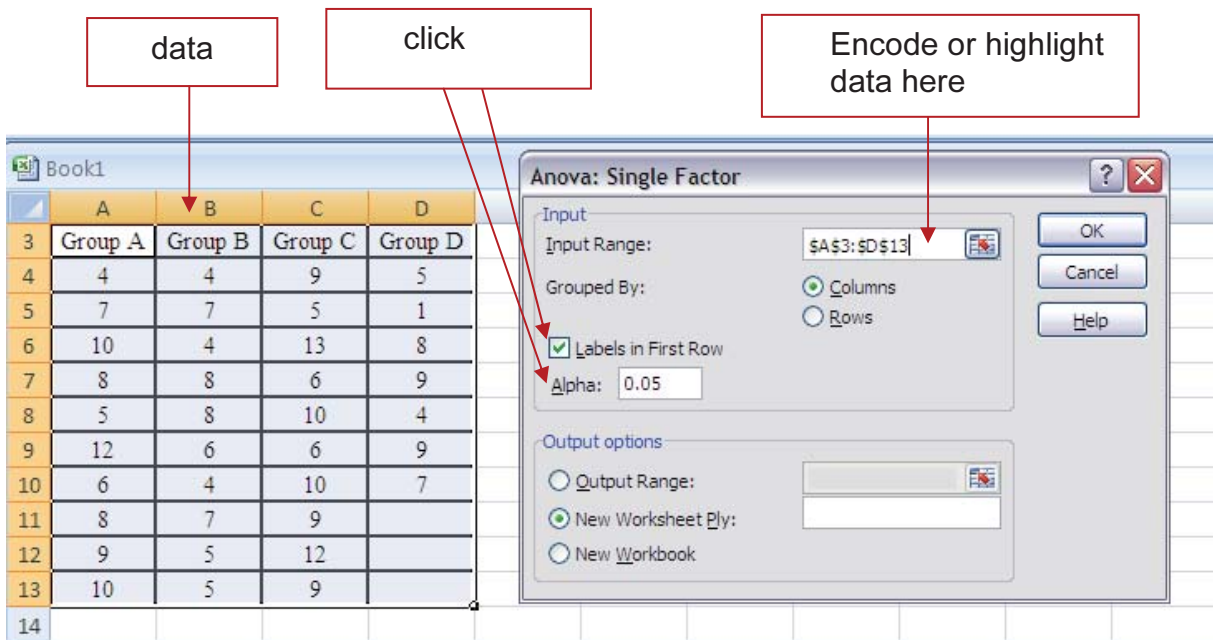 data
click
Encode or highlight
data here
Book1
A B C D
3 Group A Group B Group C Group D
4 4 4 9 5
5 7 7 5 1
6 10 4 13 8
7 8 8 6 9
8 5 8 10 4
9 12 6 6 9
10 6 4 10 7
11 8 7 9
12 9 5 12
13 10 5 9
14
Anova: Single Factor ?
Input
Input Range: $A$3:$D$13
Grouped By: Columns
Rows
Labels in First Row
Alpha: 0.05
Output options
Output Range:
New Worksheet Ply:
New Workbook
OK
Cancel
Help